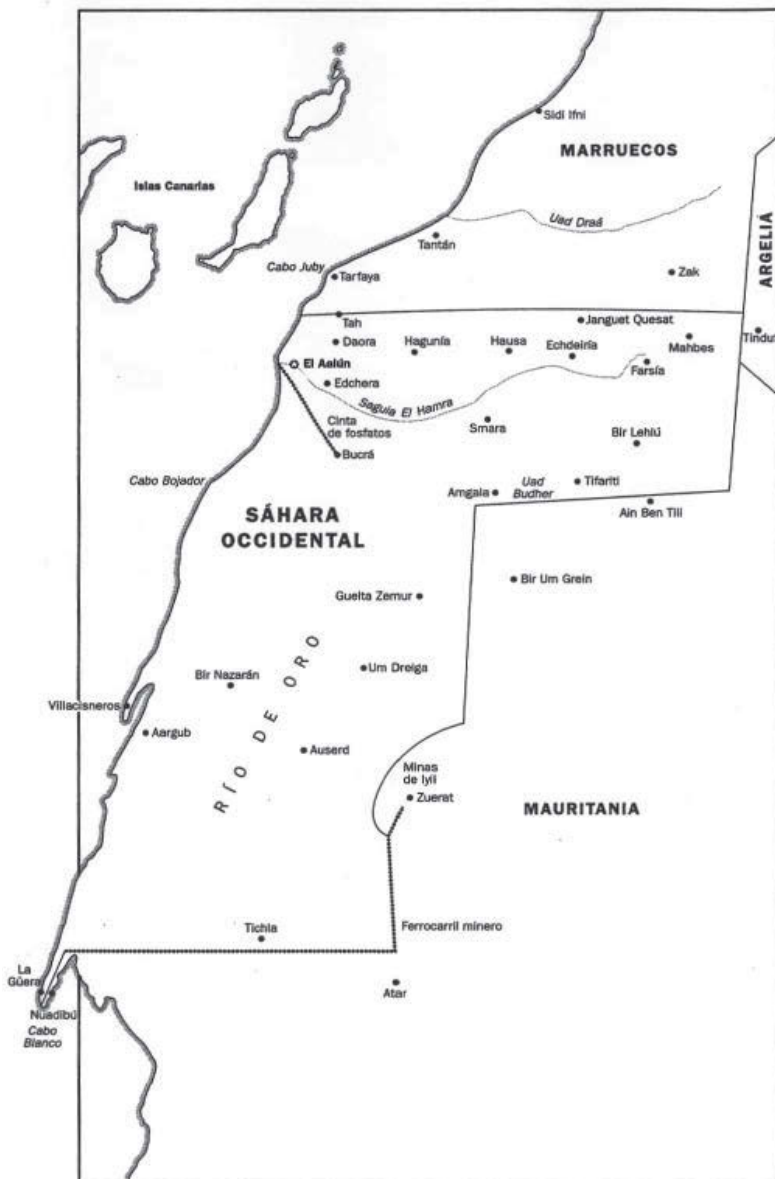 Sidi Ifni
MARRUECOS
Islas Canarias
Uad Draá
ARGELIÁ
Tantán
Cabo Juby
Tarfaya
Zak
Tah
Janguet Quesat
Daora
Hagunía
Hausa
Echdeiría
Mahbes
Tinduf
El Aaiún
Farsía
Edchera
Saguia El Hamra
Cinta
de fosfatos
Smara
Bir Lehlú
Bucrá
Cabo Bojador
Amgala
Uad
Budher
Tifariti
Ain Ben Tili
SÁHARA
OCCIDENTAL
Bir Um Grein
Guelta Zemur
RÍO DE ORO
Um Dreiga
Bir Nazarán
Villacisneros
Aargub
Auserd
Minas
de Iyil
Zuerat
MAURITANIA
Tichla
Ferrocarril minero
La
Güera
Nuadibú
Cabo
Blanco
Atar